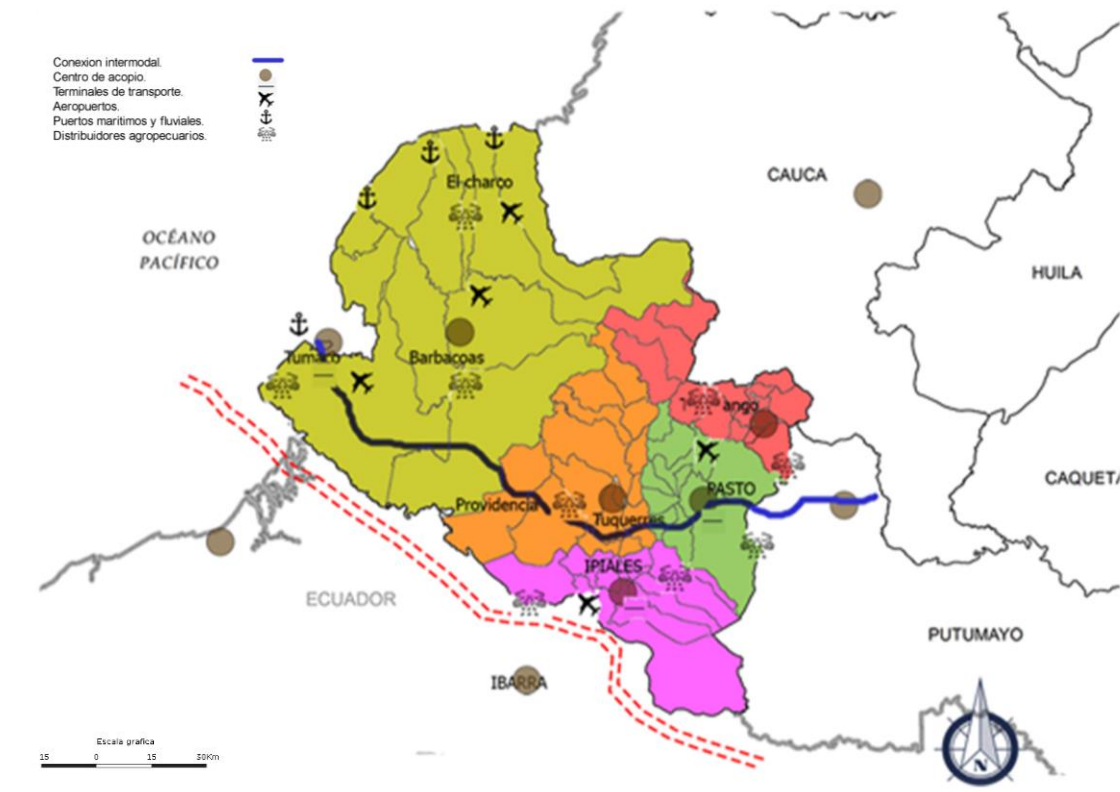 Conexion intermodal.
Centro de acopio.
Terminales de transporte.
Aeropuertos.
Puertos maritimos y fluviales.
Distribuidores agropecuarios.
OCÉANO
PACÍFICO
El charco
CAUCA
HUILA
Tumaco
Barbacoas
ango
CAQUETA
PASTO
Providencia
Tuquerres
IPIALES
ECUADOR
PUTUMAYO
IBARRA
Escala grafica
15 0 15 30Km
N